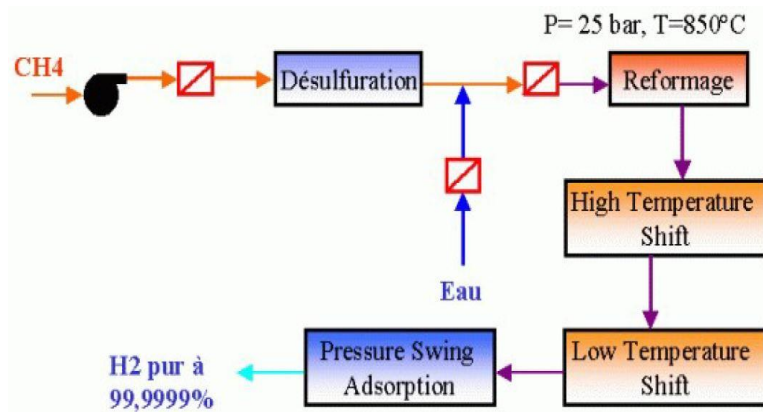 P= 25 bar, T=850°C
CH4
Désulfuration
Reformage
High Temperature
Shift
Eau
Low Temperature
Shift
Pressure Swing
Adsorption
H2 pur à
99,9999%